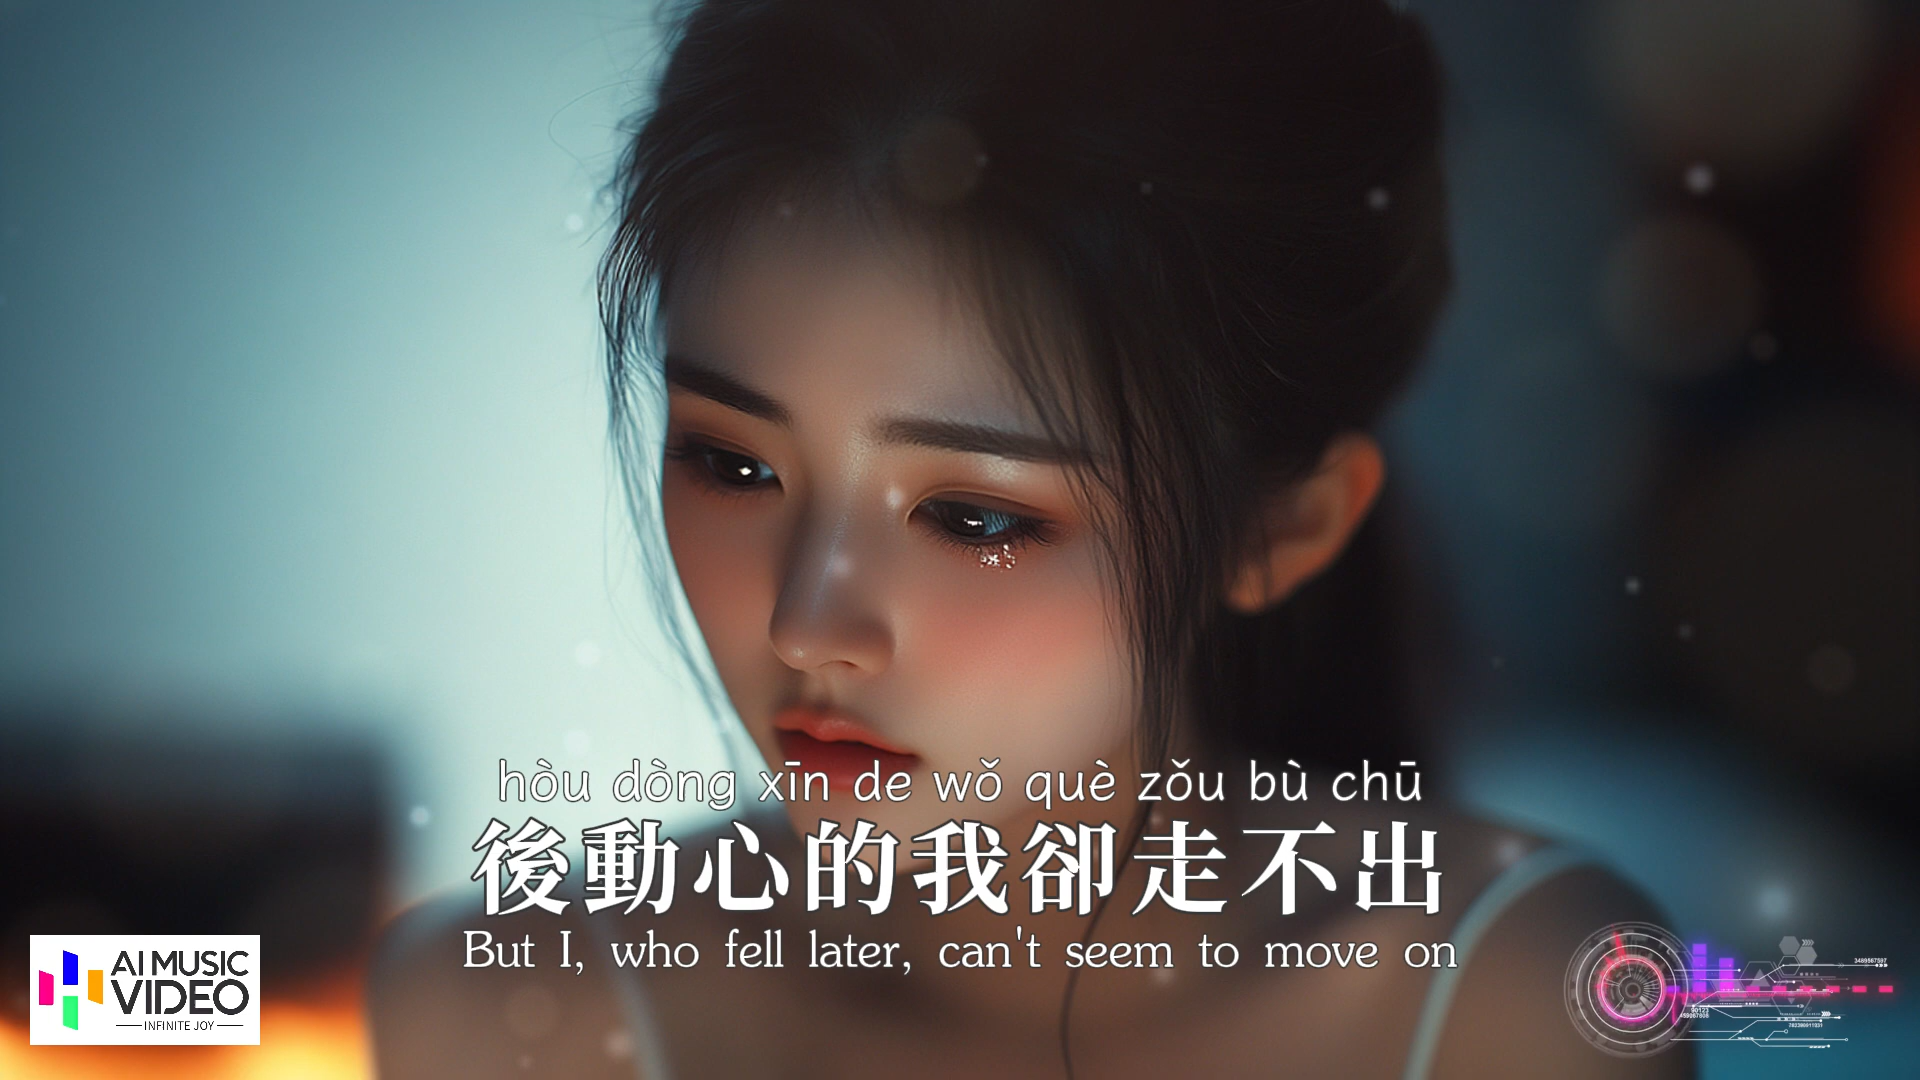 hòu dòng xīn de wǒ què zǒu bù chū
後動心的我卻走不出
But I, who fell later, can't seem to move on
AI MUSIC
VIDEO
INFINITE JOY
3489567597